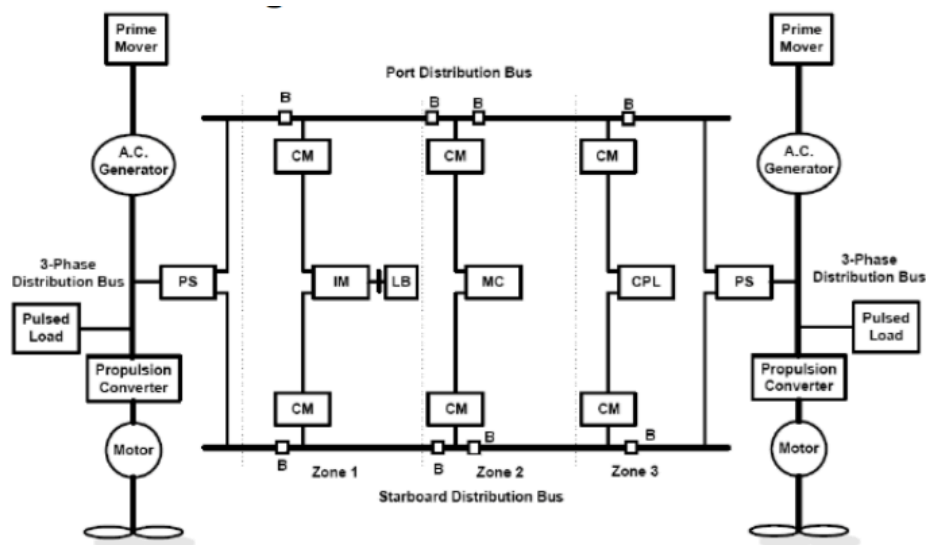 Prime
Mover
Prime
Mover
Port Distribution Bus
B
B
B
B
A.C.
Generator
CM
CM
CM
A.C.
Generator
3-Phase
Distribution Bus
PS
IM
LB
MC
CPL
PS
3-Phase
Distribution Bus
Pulsed
Load
Pulsed
Load
Propulsion
Converter
Propulsion
Converter
CM
CM
CM
Motor
Motor
B
B
B
B
Zone 1
Zone 2
Zone 3
Starboard Distribution Bus